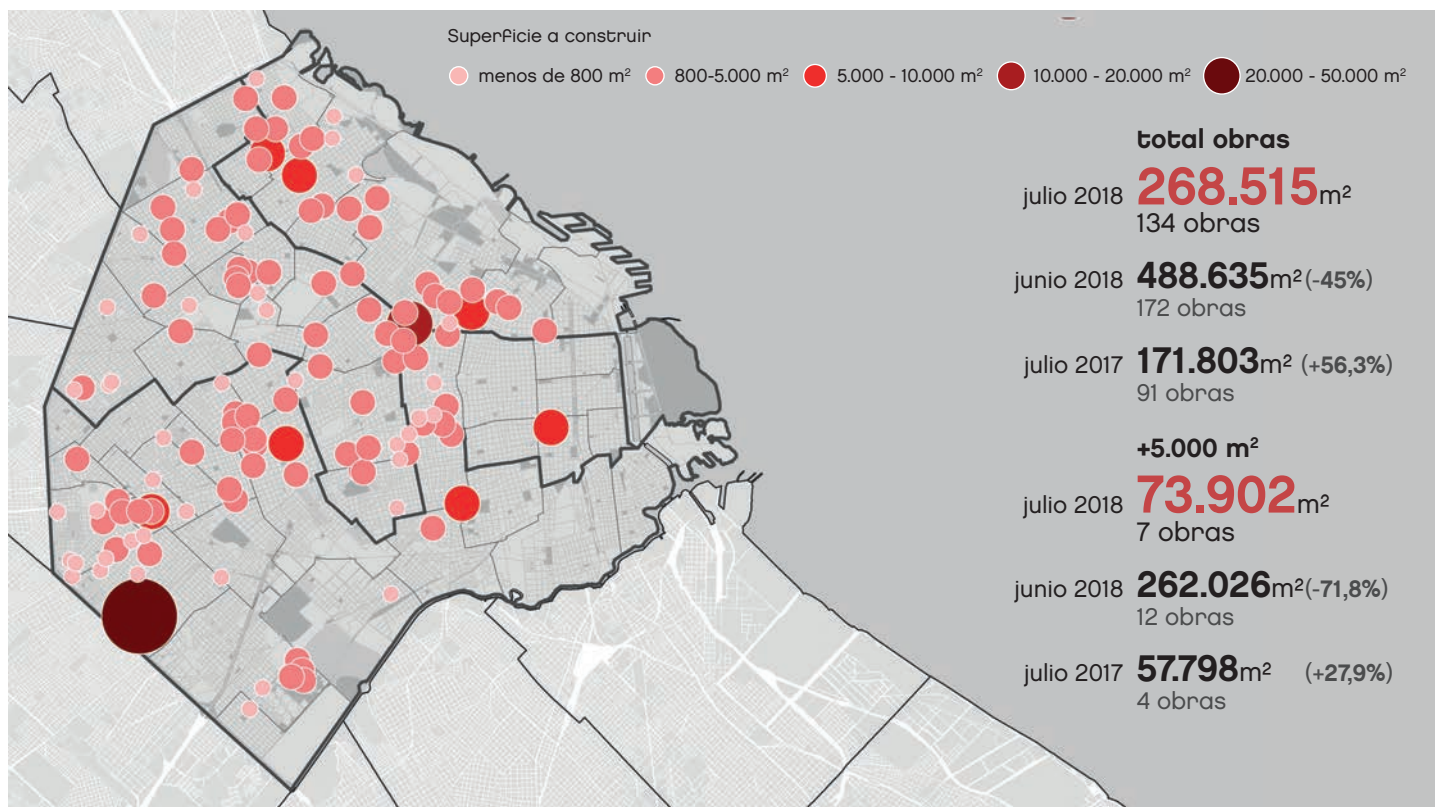 Superficie a construir
menos de 800 m² 800-5.000 m² 5.000 - 10.000 m² 10.000 - 20.000 m² 20.000 - 50.000 m²
total obras
julio 2018 268.515m²
134 obras
junio 2018 488.635m² (-45%)
172 obras
julio 2017 171.803m² (+56,3%)
91 obras
+5.000 m²
julio 2018 73.902m²
7 obras
junio 2018 262.026m² (-71,8%)
12 obras
julio 2017 57.798m² (+27,9%)
4 obras